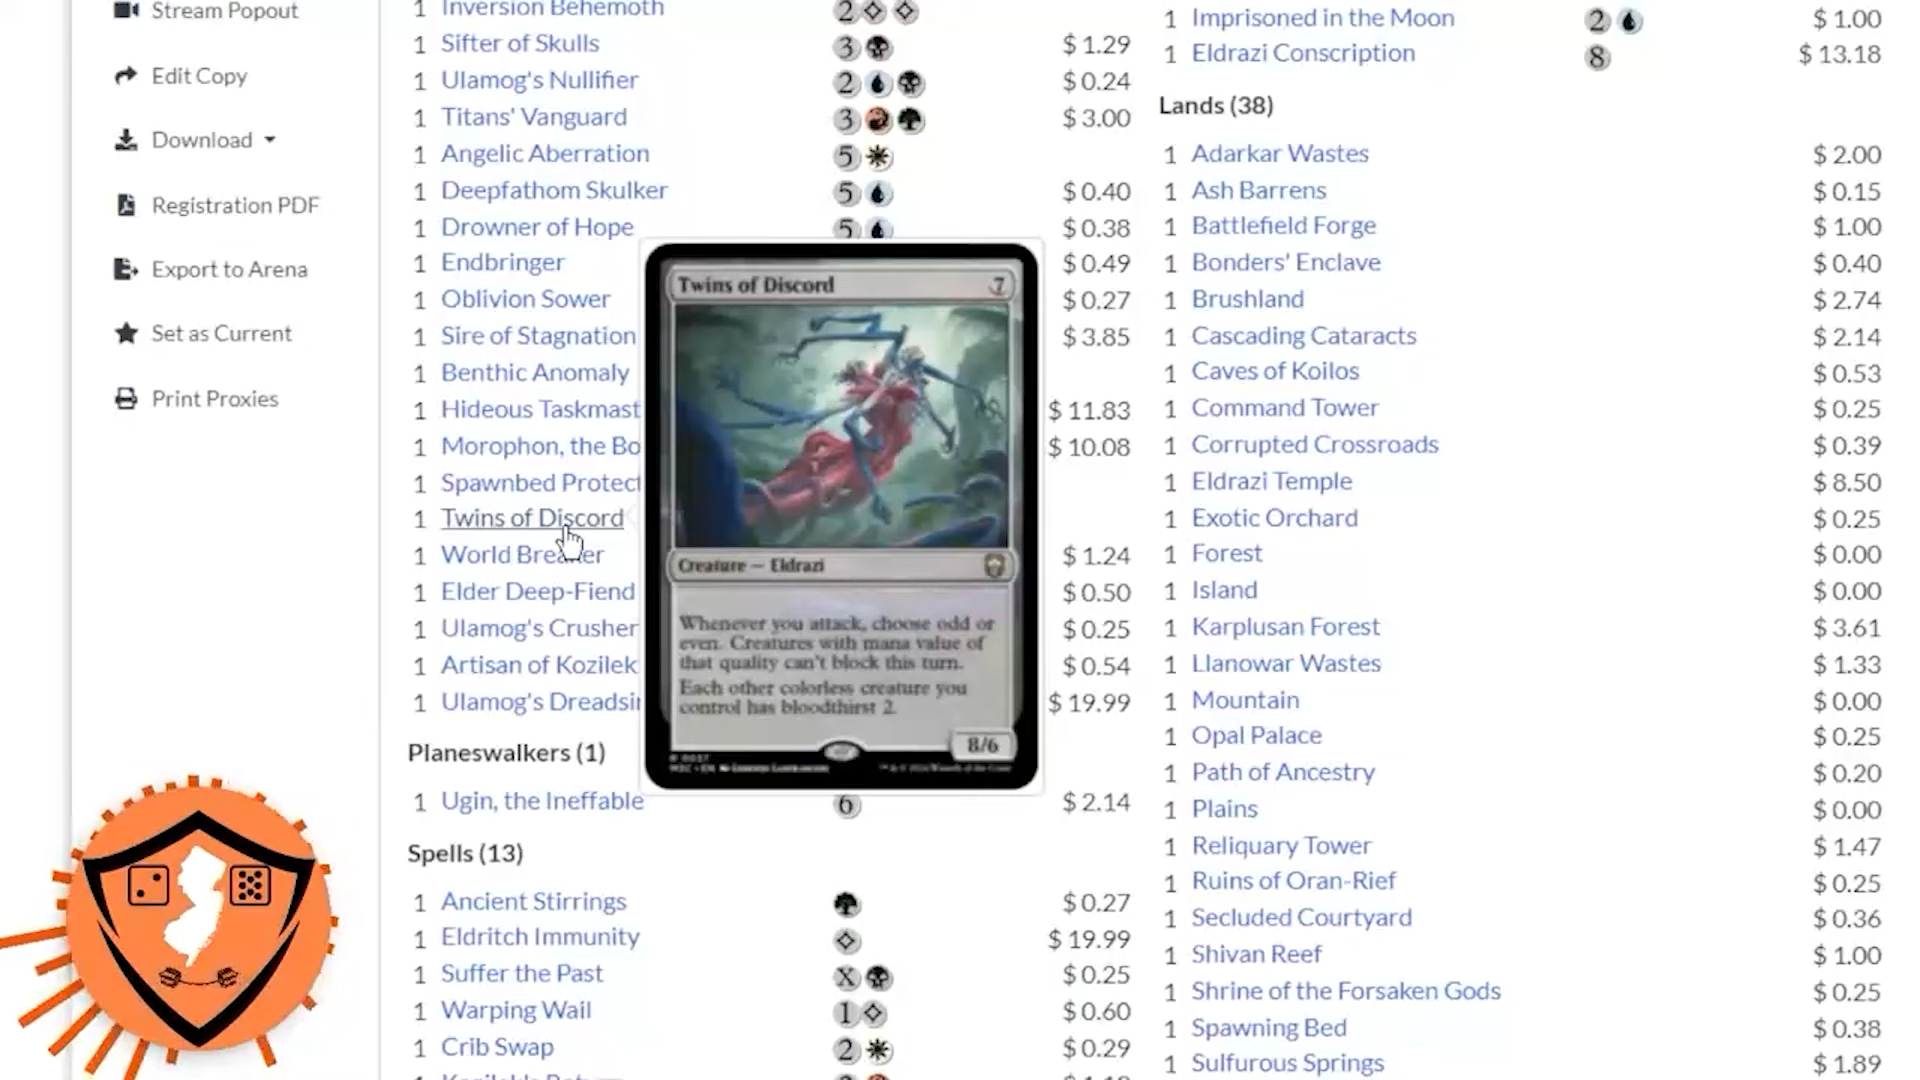 Stream Popout
Edit Copy
Download
Registration PDF
Export to Arena
Set as Current
Print Proxies
1 Inversion Behemoth 2
1 Sifter of Skulls 3 $ 1.29
1 Ulamog's Nullifier 2 $ 0.24
1 Titans' Vanguard 3 $ 3.00
1 Angelic Aberration 5
1 Deepfathom Skulker 5 $ 0.40
1 Drowner of Hope 5 $ 0.38
1 Endbringer $ 0.49
1 Oblivion Sower $ 0.27
1 Sire of Stagnation $ 3.85
1 Benthic Anomaly
1 Hideous Taskmast $ 11.83
1 Morophon, the Bo $ 10.08
1 Spawnbed Protect
1 Twins of Discord
1 World Breaker $ 1.24
1 Elder Deep-Fiend $ 0.50
1 Ulamog's Crusher $ 0.25
1 Artisan of Kozilek $ 0.54
1 Ulamog's Dreadsi $ 19.99
Planeswalkers (1)
1 Ugin, the Ineffable 6 $ 2.14
Spells (13)
1 Ancient Stirrings $ 0.27
1 Eldritch Immunity $ 19.99
1 Suffer the Past X $ 0.25
1 Warping Wail 1 $ 0.60
1 Crib Swap 2 $ 0.29
Twins of Discord 7
Creature — Eldrazi
Whenever you attack, choose odd or
even. Creatures with mana value of
that quality can't block this turn.
Each other colorless creature you
control has bloodthirst 2.
8/6
1 Imprisoned in the Moon 2 $ 1.00
1 Eldrazi Conscription 8 $ 13.18
Lands (38)
1 Adarkar Wastes $ 2.00
1 Ash Barrens $ 0.15
1 Battlefield Forge $ 1.00
1 Bonders' Enclave $ 0.40
1 Brushland $ 2.74
1 Cascading Cataracts $ 2.14
1 Caves of Koilos $ 0.53
1 Command Tower $ 0.25
1 Corrupted Crossroads $ 0.39
1 Eldrazi Temple $ 8.50
1 Exotic Orchard $ 0.25
1 Forest $ 0.00
1 Island $ 0.00
1 Karplusan Forest $ 3.61
1 Llanowar Wastes $ 1.33
1 Mountain $ 0.00
1 Opal Palace $ 0.25
1 Path of Ancestry $ 0.20
1 Plains $ 0.00
1 Reliquary Tower $ 1.47
1 Ruins of Oran-Rief $ 0.25
1 Secluded Courtyard $ 0.36
1 Shivan Reef $ 1.00
1 Shrine of the Forsaken Gods $ 0.25
1 Spawning Bed $ 0.38
1 Sulfurous Springs $ 1.89